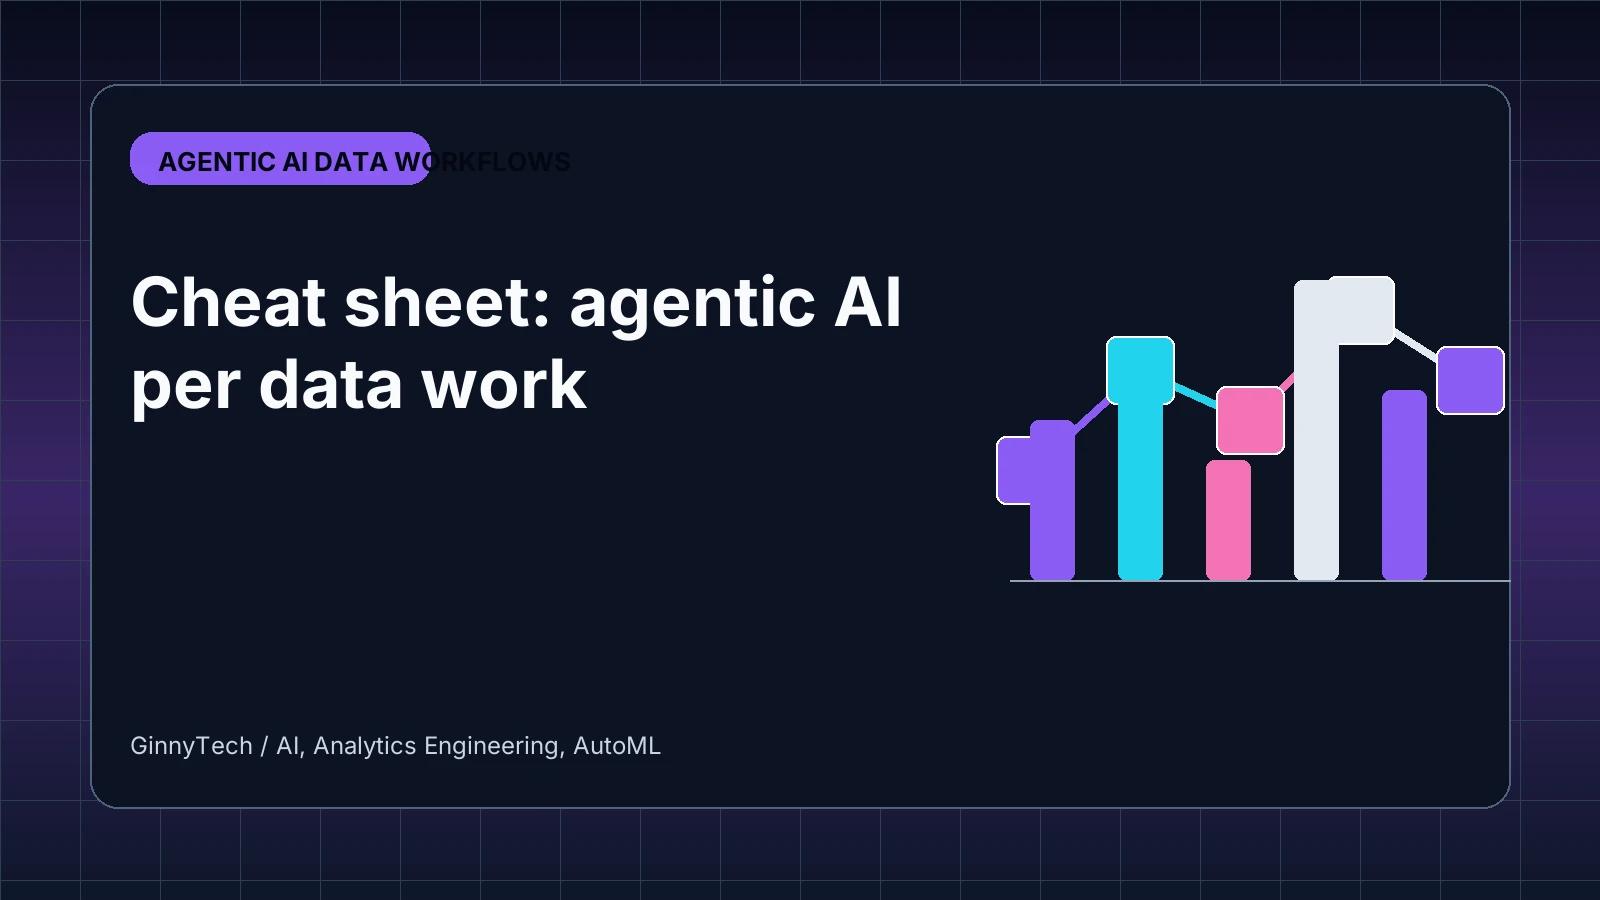 AGENTIC AI DATA WORKFLOWS
Cheat sheet: agentic AI
per data work
GinnyTech / AI, Analytics Engineering, AutoML